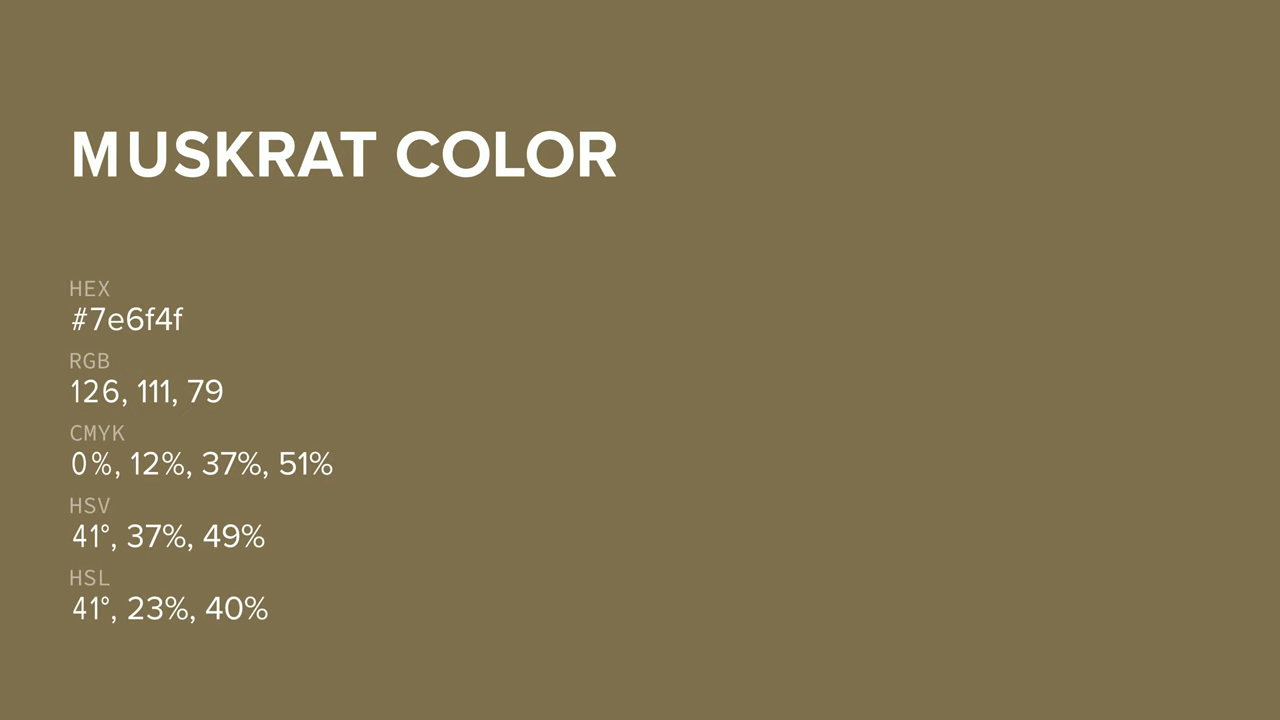 MUSKRAT COLOR
HEX
#7e6f4f
RGB
126, 111, 79
CMYK
0%, 12%, 37%, 51%
HSV
41°, 37%, 49%
HSL
41°, 23%, 40%